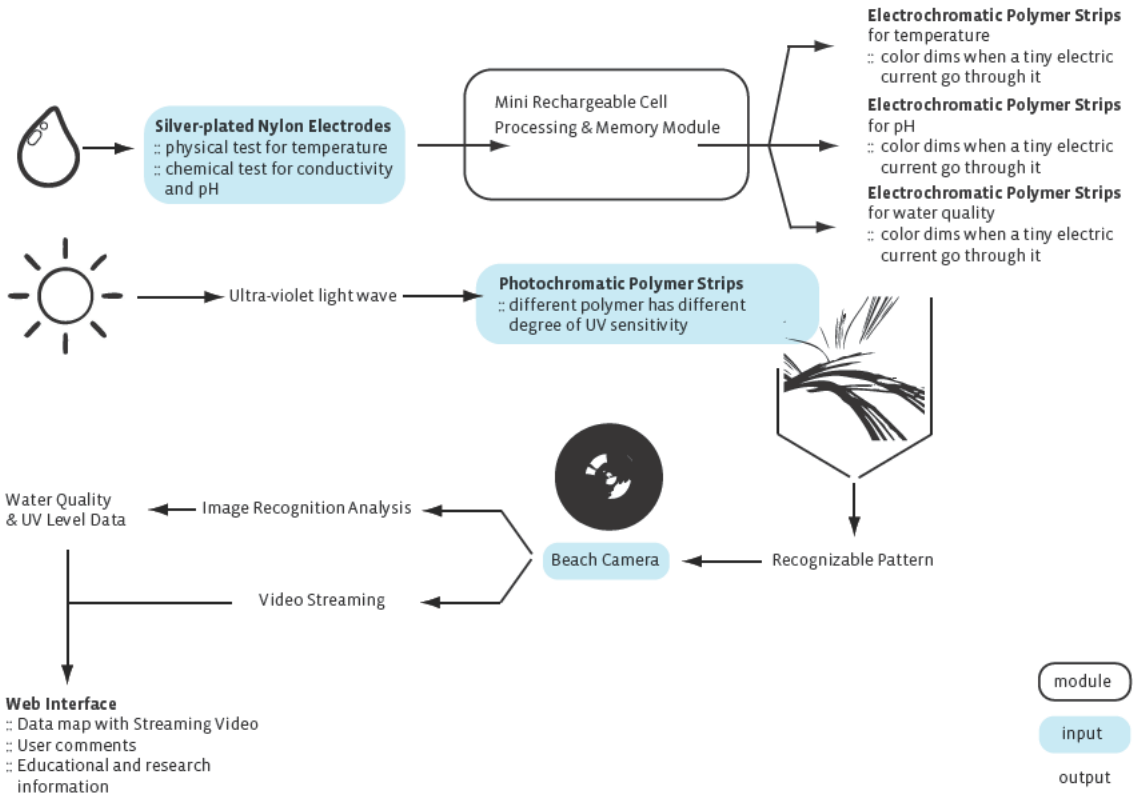 Electrochromatic Polymer Strips
for temperature
:: color dims when a tiny electric
current go through it
Mini Rechargeable Cell
Processing & Memory Module
Electrochromatic Polymer Strips
for pH
:: color dims when a tiny electric
current go through it
Silver-plated Nylon Electrodes
:: physical test for temperature
:: chemical test for conductivity
and pH
Electrochromatic Polymer Strips
for water quality
:: color dims when a tiny electric
current go through it
Ultra-violet light wave
Photochromatic Polymer Strips
:: different polymer has different
degree of UV sensitivity
Water Quality
& UV Level Data
Image Recognition Analysis
Beach Camera
Recognizable Pattern
Video Streaming
Web Interface
:: Data map with Streaming Video
:: User comments
:: Educational and research
information
module
input
output